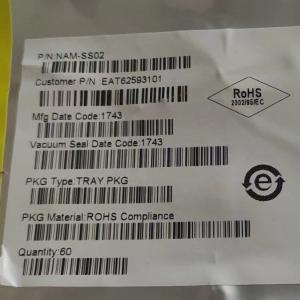 P/N:NAM-SS02
Customer P/N EAT62593101
RoHS
2002/95/EC
Mfg Date Code:1743
Vacuum Seal Date Code:1743
PKG Type:TRAY PKG
e
PKG Material:ROHS Compliance
Quantity:60